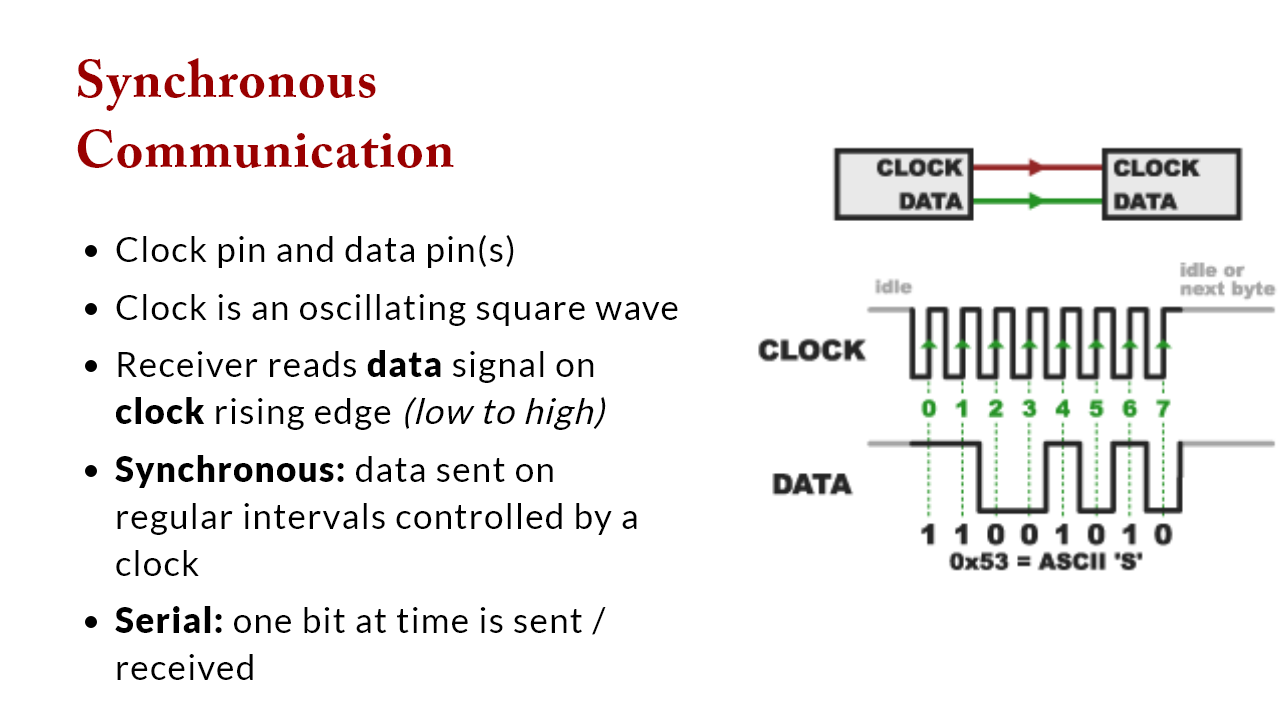 Synchronous
Communication
• Clock pin and data pin(s)
• Clock is an oscillating square wave
• Receiver reads data signal on
clock rising edge (low to high)
• Synchronous: data sent on
regular intervals controlled by a
clock
• Serial: one bit at time is sent /
received
CLOCK CLOCK
DATA DATA
idle
idle or
next byte
CLOCK
0 1 2 3 4 5 6 7
DATA
1 1 0 0 1 0 1 0
0x53 = ASCII 'S'